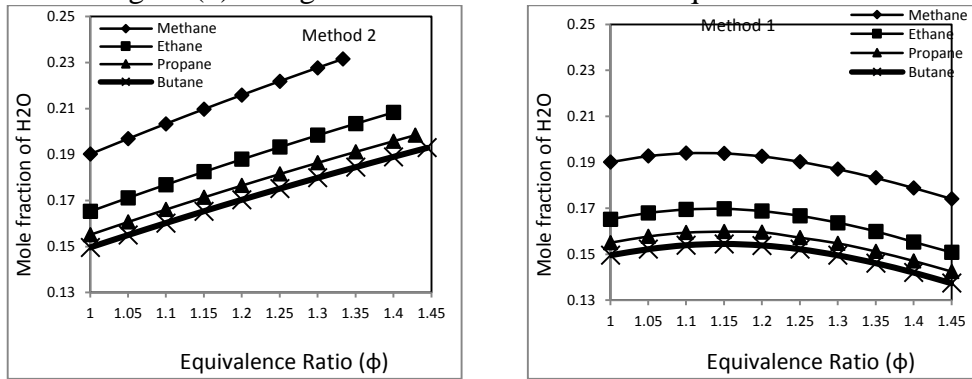 Method 2
Methane
Ethane
Propane
Butane
Mole fraction of H2O
0.25
0.23
0.21
0.19
0.17
0.15
0.13
1 1.05 1.1 1.15 1.2 1.25 1.3 1.35 1.4 1.45
Equivalence Ratio (ϕ)
Method 1
Methane
Ethane
Propane
Butane
Mole fraction of H2O
0.25
0.23
0.21
0.19
0.17
0.15
0.13
1 1.05 1.1 1.15 1.2 1.25 1.3 1.35 1.4 1.45
Equivalence Ratio (ϕ)